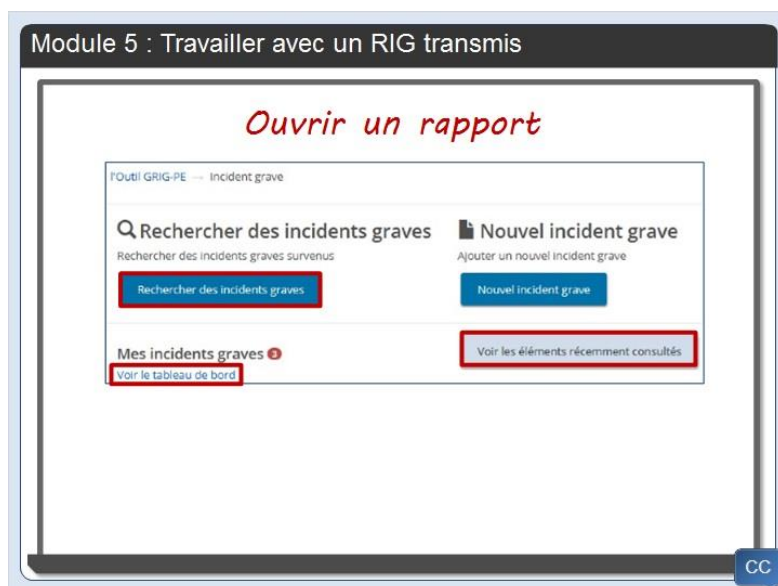 Module 5 : Travailler avec un RIG transmis
Ouvrir un rapport
l'Outil GRIG-PE → Incident grave
Rechercher des incidents graves
Nouvel incident grave
Rechercher des incidents graves survenus
Ajouter un nouvel incident grave
Rechercher des incidents graves
Nouvel incident grave
Mes incidents graves 3
Voir les éléments récemment consultés
Voir le tableau de bord
CC